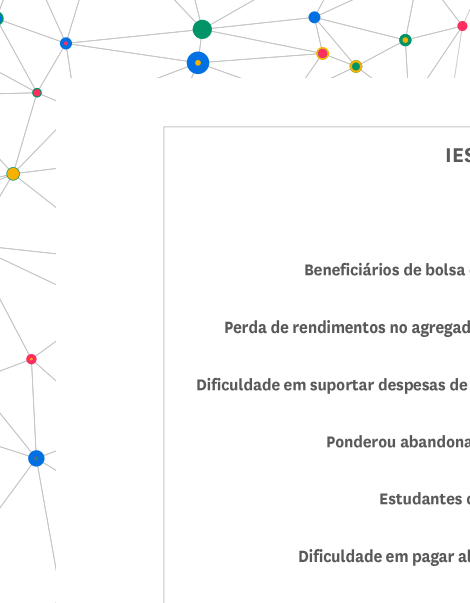 IES
Beneficiários de bolsa
Perda de rendimentos no agregad
Dificuldade em suportar despesas de
Ponderou abandona
Estudantes
Dificuldade em pagar al